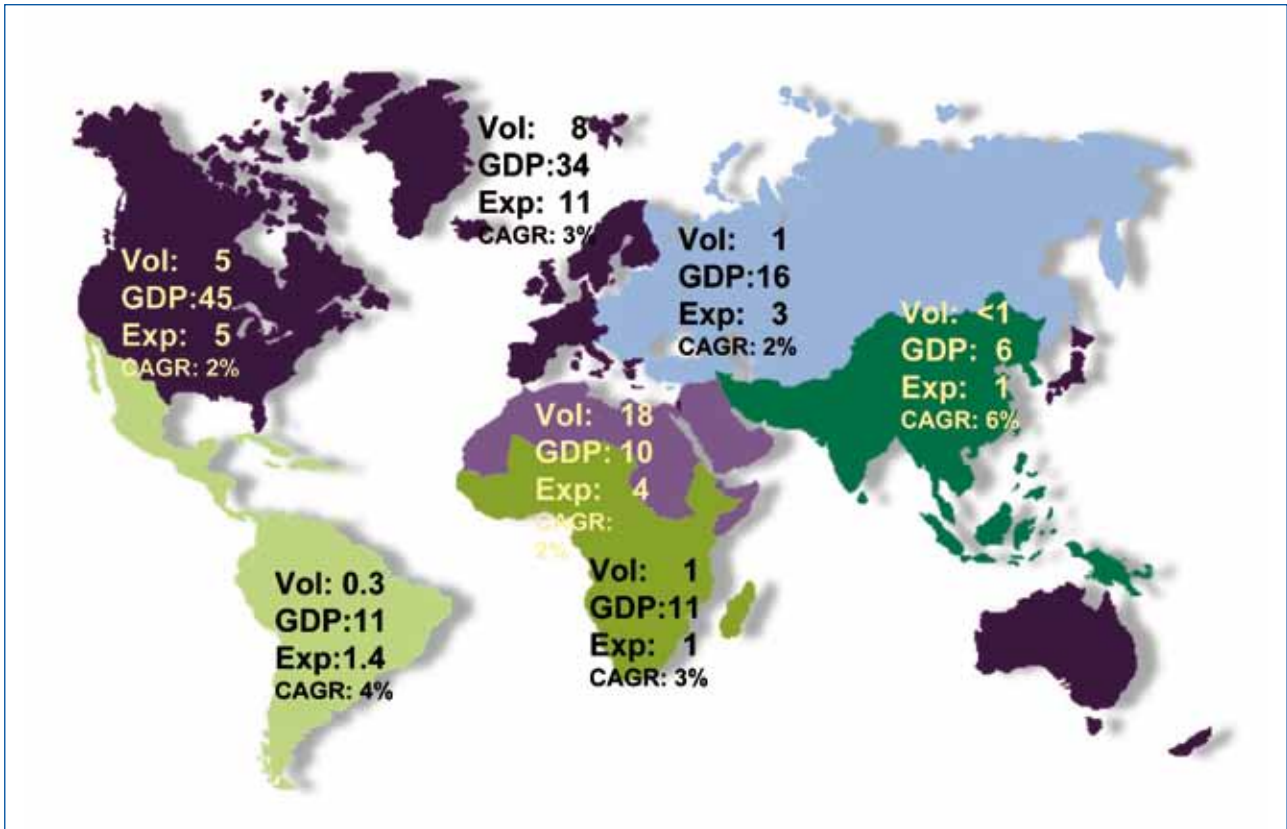 Vol: 8
GDP:34
Exp: 11
CAGR: 3%
Vol: 5
GDP:45
Exp: 5
CAGR: 2%
Vol: 1
GDP:16
Exp: 3
CAGR: 2%
Vol: <1
GDP: 6
Exp: 1
CAGR: 6%
Vol: 18
GDP: 10
Exp: 4
CAGR:
2%
Vol: 0.3
GDP:11
Exp:1.4
CAGR: 4%
Vol: 1
GDP:11
Exp: 1
CAGR: 3%